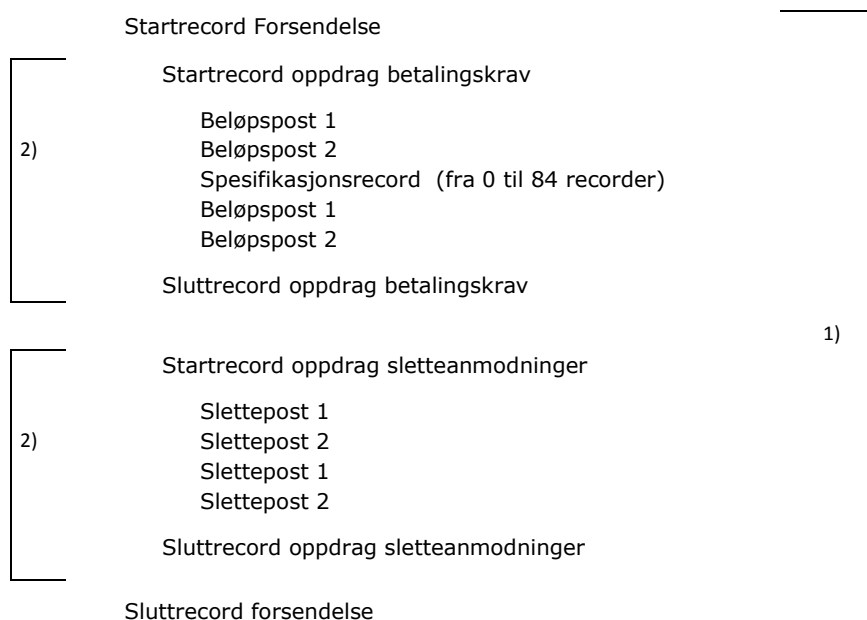 Startrecord Forsendelse
Startrecord oppdrag betalingskrav
Beløpspost 1
2) Beløpspost 2
Spesifikasjonsrecord (fra 0 til 84 recorder)
Beløpspost 1
Beløpspost 2
Sluttrecord oppdrag betalingskrav
1)
Startrecord oppdrag sletteanmodninger
Slettepost 1
2) Slettepost 2
Slettepost 1
Slettepost 2
Sluttrecord oppdrag sletteanmodninger
Sluttrecord forsendelse